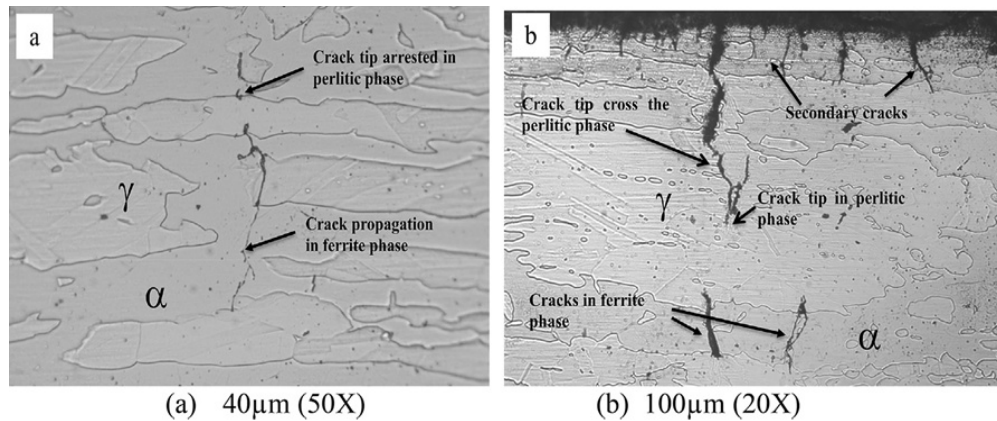 a
Crack tip arrested in
perlitic phase
γ
Crack propagation
in ferrite phase
α
b
Secondary cracks
Crack tip cross the
perlitic phase
γ
Crack tip in perlitic
phase
Cracks in ferrite
phase
α
(a) 40µm (50X)
(b) 100µm (20X)